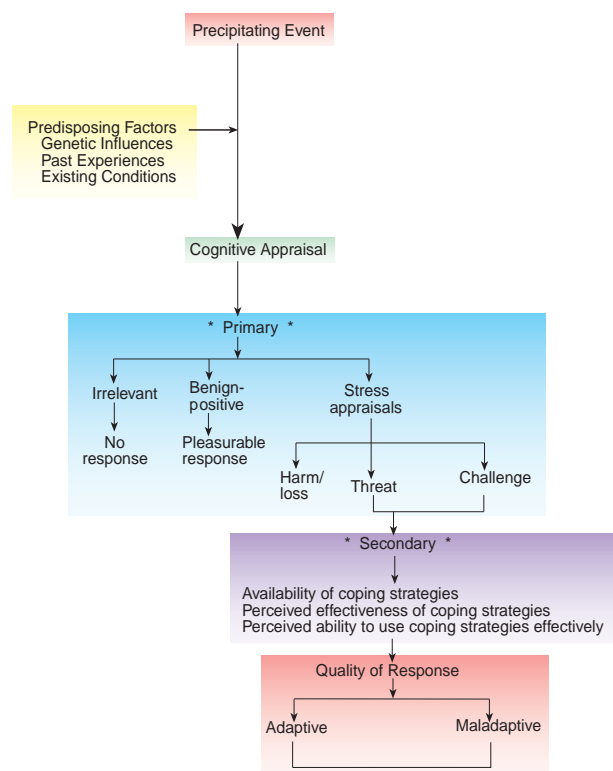 Precipitating Event
Predisposing Factors
Genetic Influences
Past Experiences
Existing Conditions
Cognitive Appraisal
* Primary *
Irrelevant
Benign-
positive
Stress
appraisals
No
response
Pleasurable
response
Harm/
loss
Threat
Challenge
* Secondary *
Availability of coping strategies
Perceived effectiveness of coping strategies
Perceived ability to use coping strategies effectively
Quality of Response
Adaptive
Maladaptive